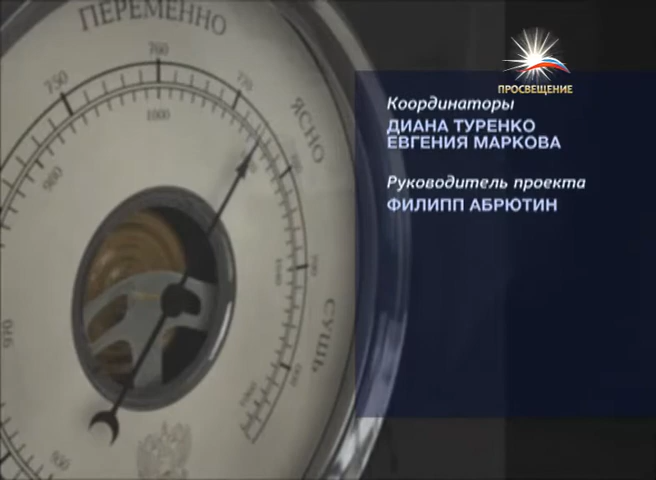 ПЕРЕМЕННО
750
760
770
ЯСНО
1000
980
СУШЬ
ПРОСВЕЩЕНИЕ
Координаторы
ДИАНА ТУРЕНКО
ЕВГЕНИЯ МАРКОВА
Руководитель проекта
ФИЛИПП АБРЮТИН